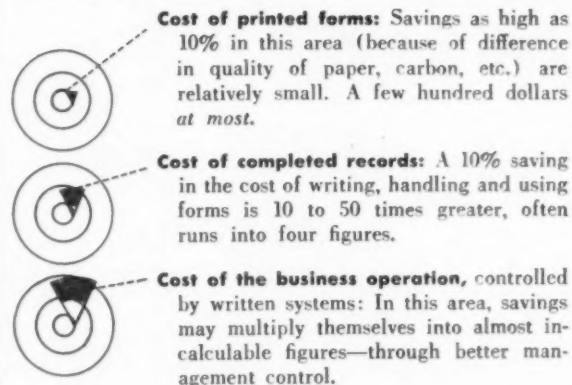 Cost of printed forms: Savings as high as
10% in this area (because of difference
in quality of paper, carbon, etc.) are
relatively small. A few hundred dollars
at most.
Cost of completed records: A 10% saving
in the cost of writing, handling and using
forms is 10 to 50 times greater, often
runs into four figures.
Cost of the business operation, controlled
by written systems: In this area, savings
may multiply themselves into almost in-
calculable figures—through better man-
agement control.